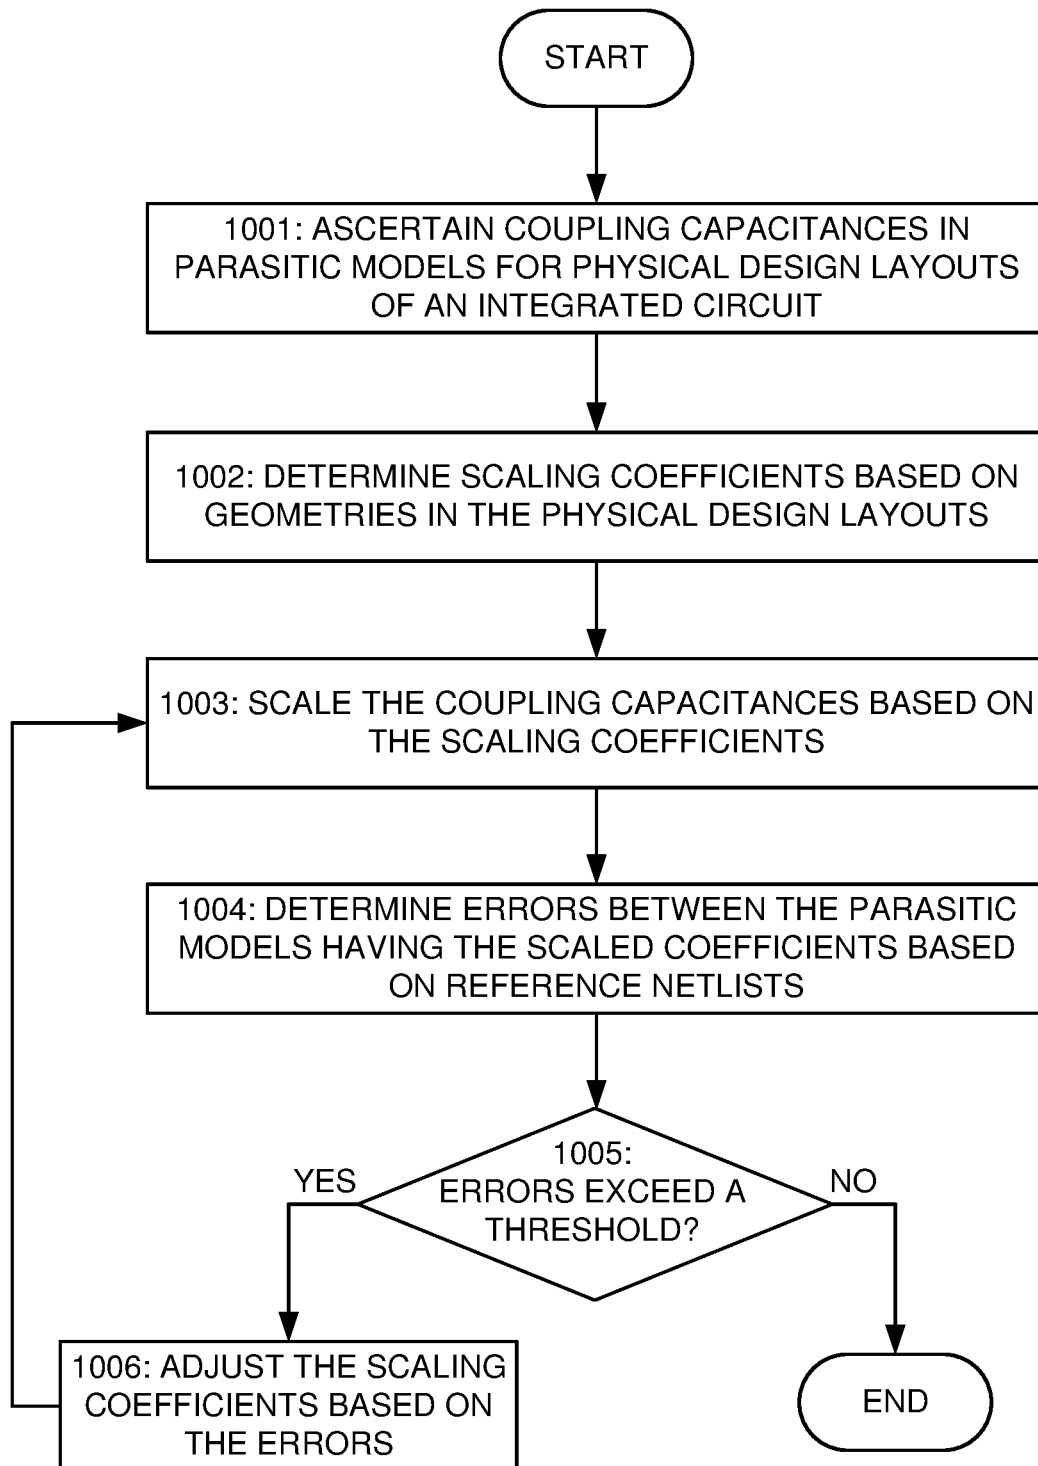 START
1001: ASCERTAIN COUPLING CAPACITANCES IN
PARASITIC MODELS FOR PHYSICAL DESIGN LAYOUTS
OF AN INTEGRATED CIRCUIT
1002: DETERMINE SCALING COEFFICIENTS BASED ON
GEOMETRIES IN THE PHYSICAL DESIGN LAYOUTS
1003: SCALE THE COUPLING CAPACITANCES BASED ON
THE SCALING COEFFICIENTS
1004: DETERMINE ERRORS BETWEEN THE PARASITIC
MODELS HAVING THE SCALED COEFFICIENTS BASED
ON REFERENCE NETLISTS
1005:
ERRORS EXCEED A
THRESHOLD?
YES
NO
1006: ADJUST THE SCALING
COEFFICIENTS BASED ON
THE ERRORS
END